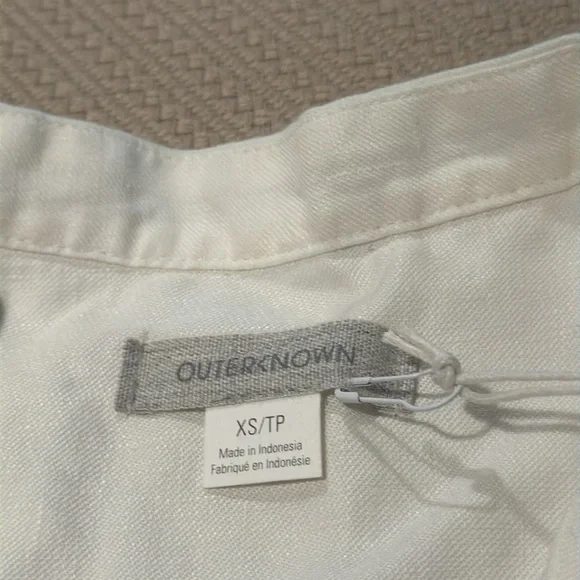 OUTERKNOWN
XS/TP
Made in Indonesia
Fabriqué en Indonésie